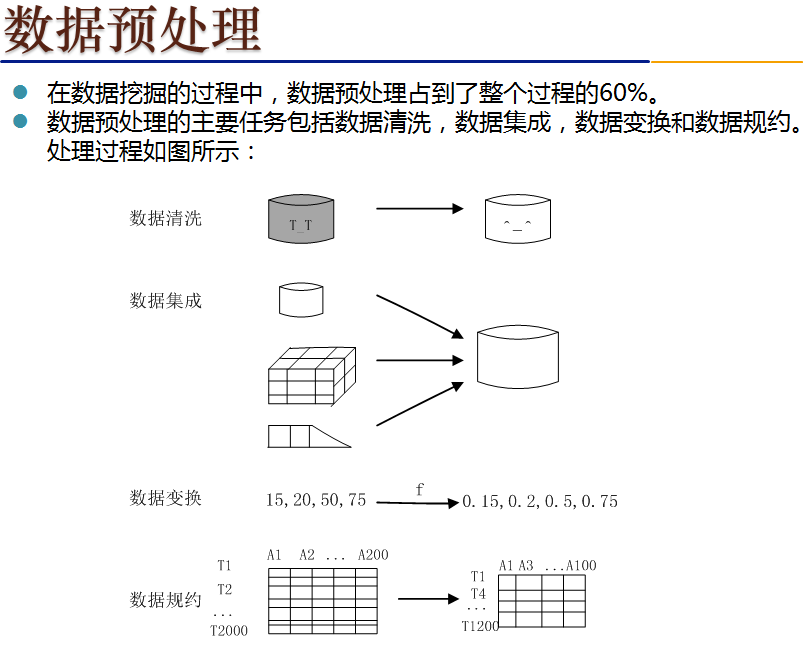 数据预处理
在数据挖掘的过程中，数据预处理占到了整个过程的60%。
数据预处理的主要任务包括数据清洗，数据集成，数据变换和数据规约。
处理过程如图所示：
数据清洗 T_T ^_^
数据集成
数据变换 15,20,50,75 f 0.15,0.2,0.5,0.75
数据规约
A1 A2 ... A200
T1
T2
...
T2000
A1 A3 ...A100
T1
T4
...
T1200